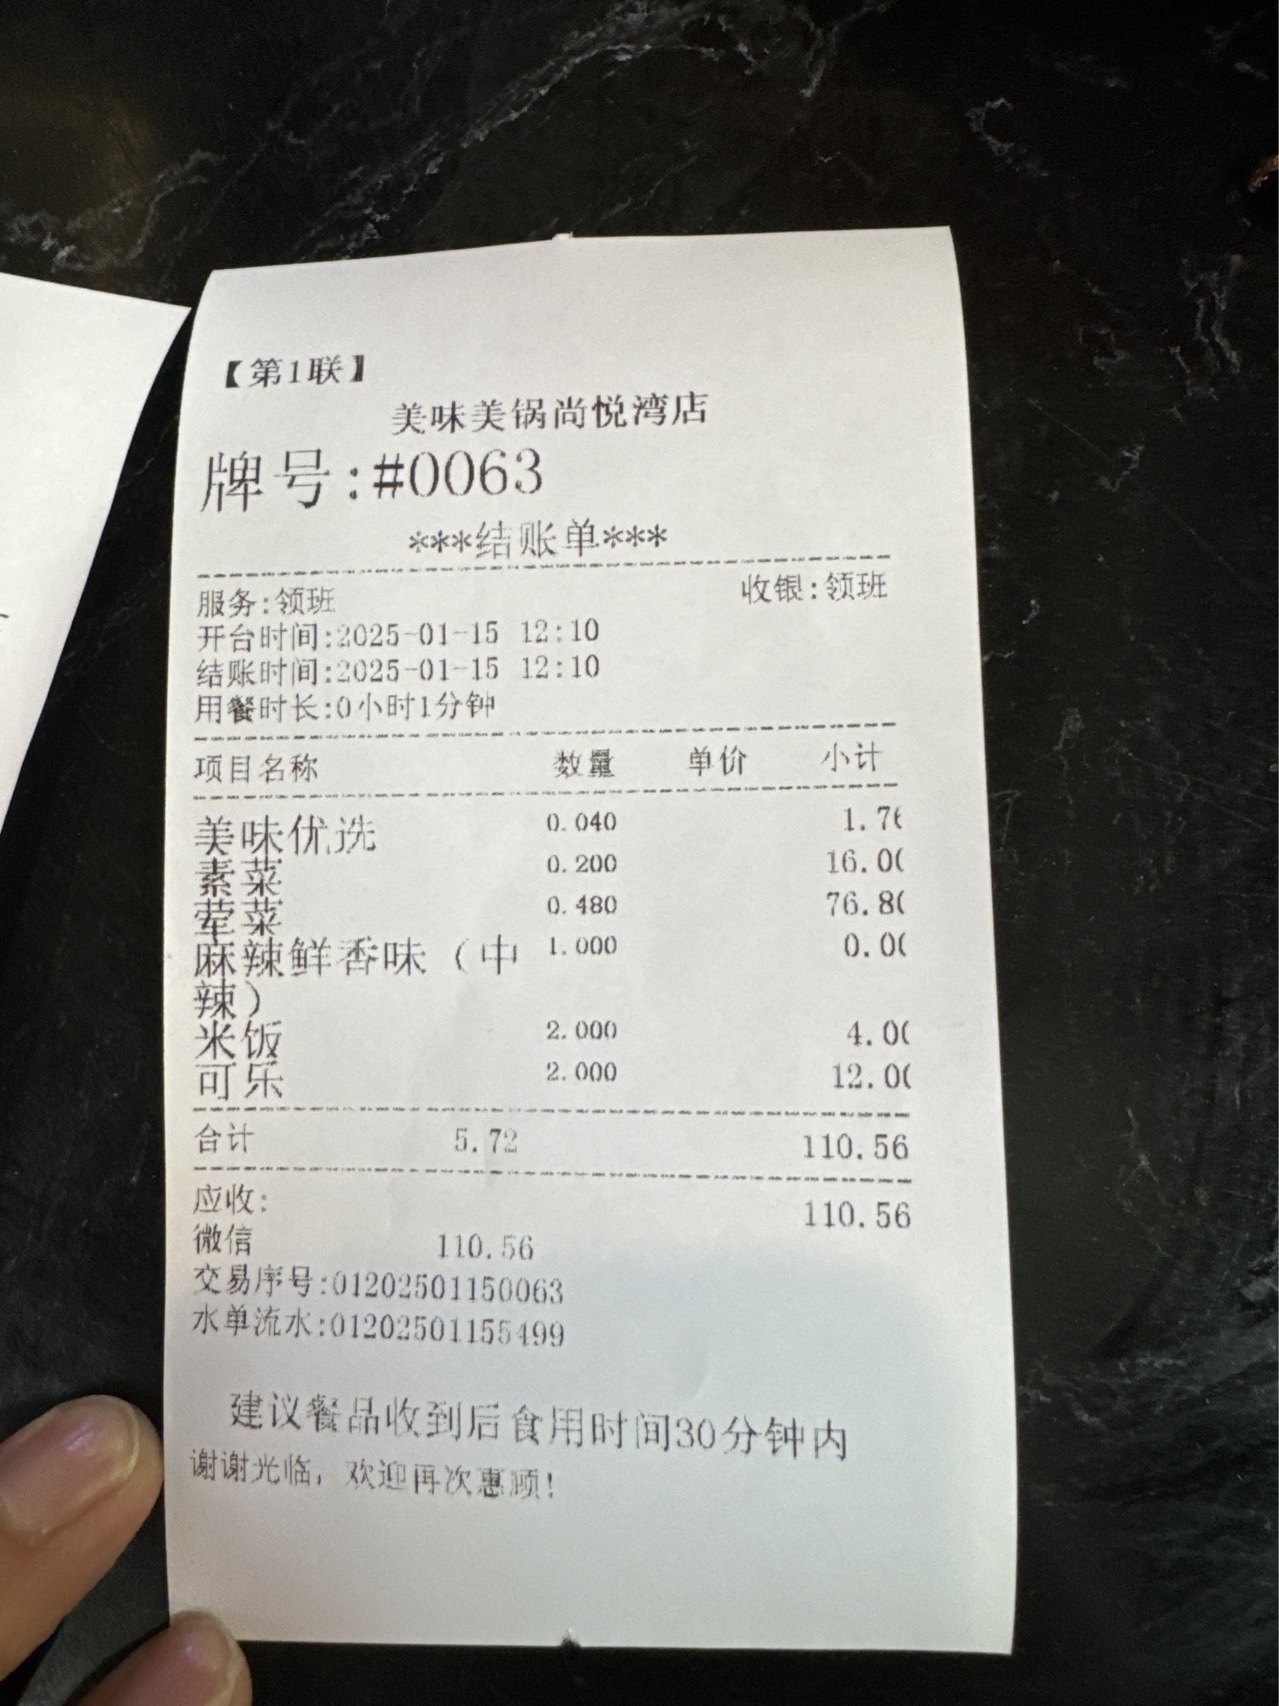 【第1联】
美味美锅尚悦湾店
牌号:#0063
***结账单***
服务:领班 收银:领班
开台时间:2025-01-15 12:10
结账时间:2025-01-15 12:10
用餐时长:0小时1分钟
项目名称 数量 单价 小计
美味优选 0.040 1.76
素菜 0.200 16.00
荤菜 0.480 76.80
麻辣鲜香味（中 1.000 0.00
辣）
米饭 2.000 4.00
可乐 2.000 12.00
合计 5.72 110.56
应收: 110.56
微信 110.56
交易序号:01202501150063
水单流水:01202501155499
建议餐品收到后食用时间30分钟内
谢谢光临，欢迎再次惠顾!